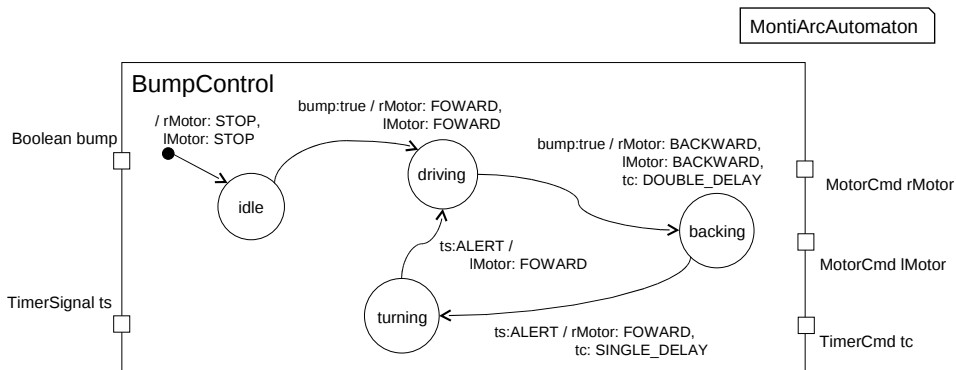 MontiArcAutomaton
BumpControl
/ rMotor: STOP,
lMotor: STOP
bump:true / rMotor: FOWARD,
lMotor: FOWARD
Boolean bump
bump:true / rMotor: BACKWARD,
lMotor: BACKWARD,
tc: DOUBLE_DELAY
driving
MotorCmd rMotor
idle
backing
ts:ALERT /
lMotor: FOWARD
MotorCmd lMotor
TimerSignal ts
turning
ts:ALERT / rMotor: FOWARD,
tc: SINGLE_DELAY
TimerCmd tc